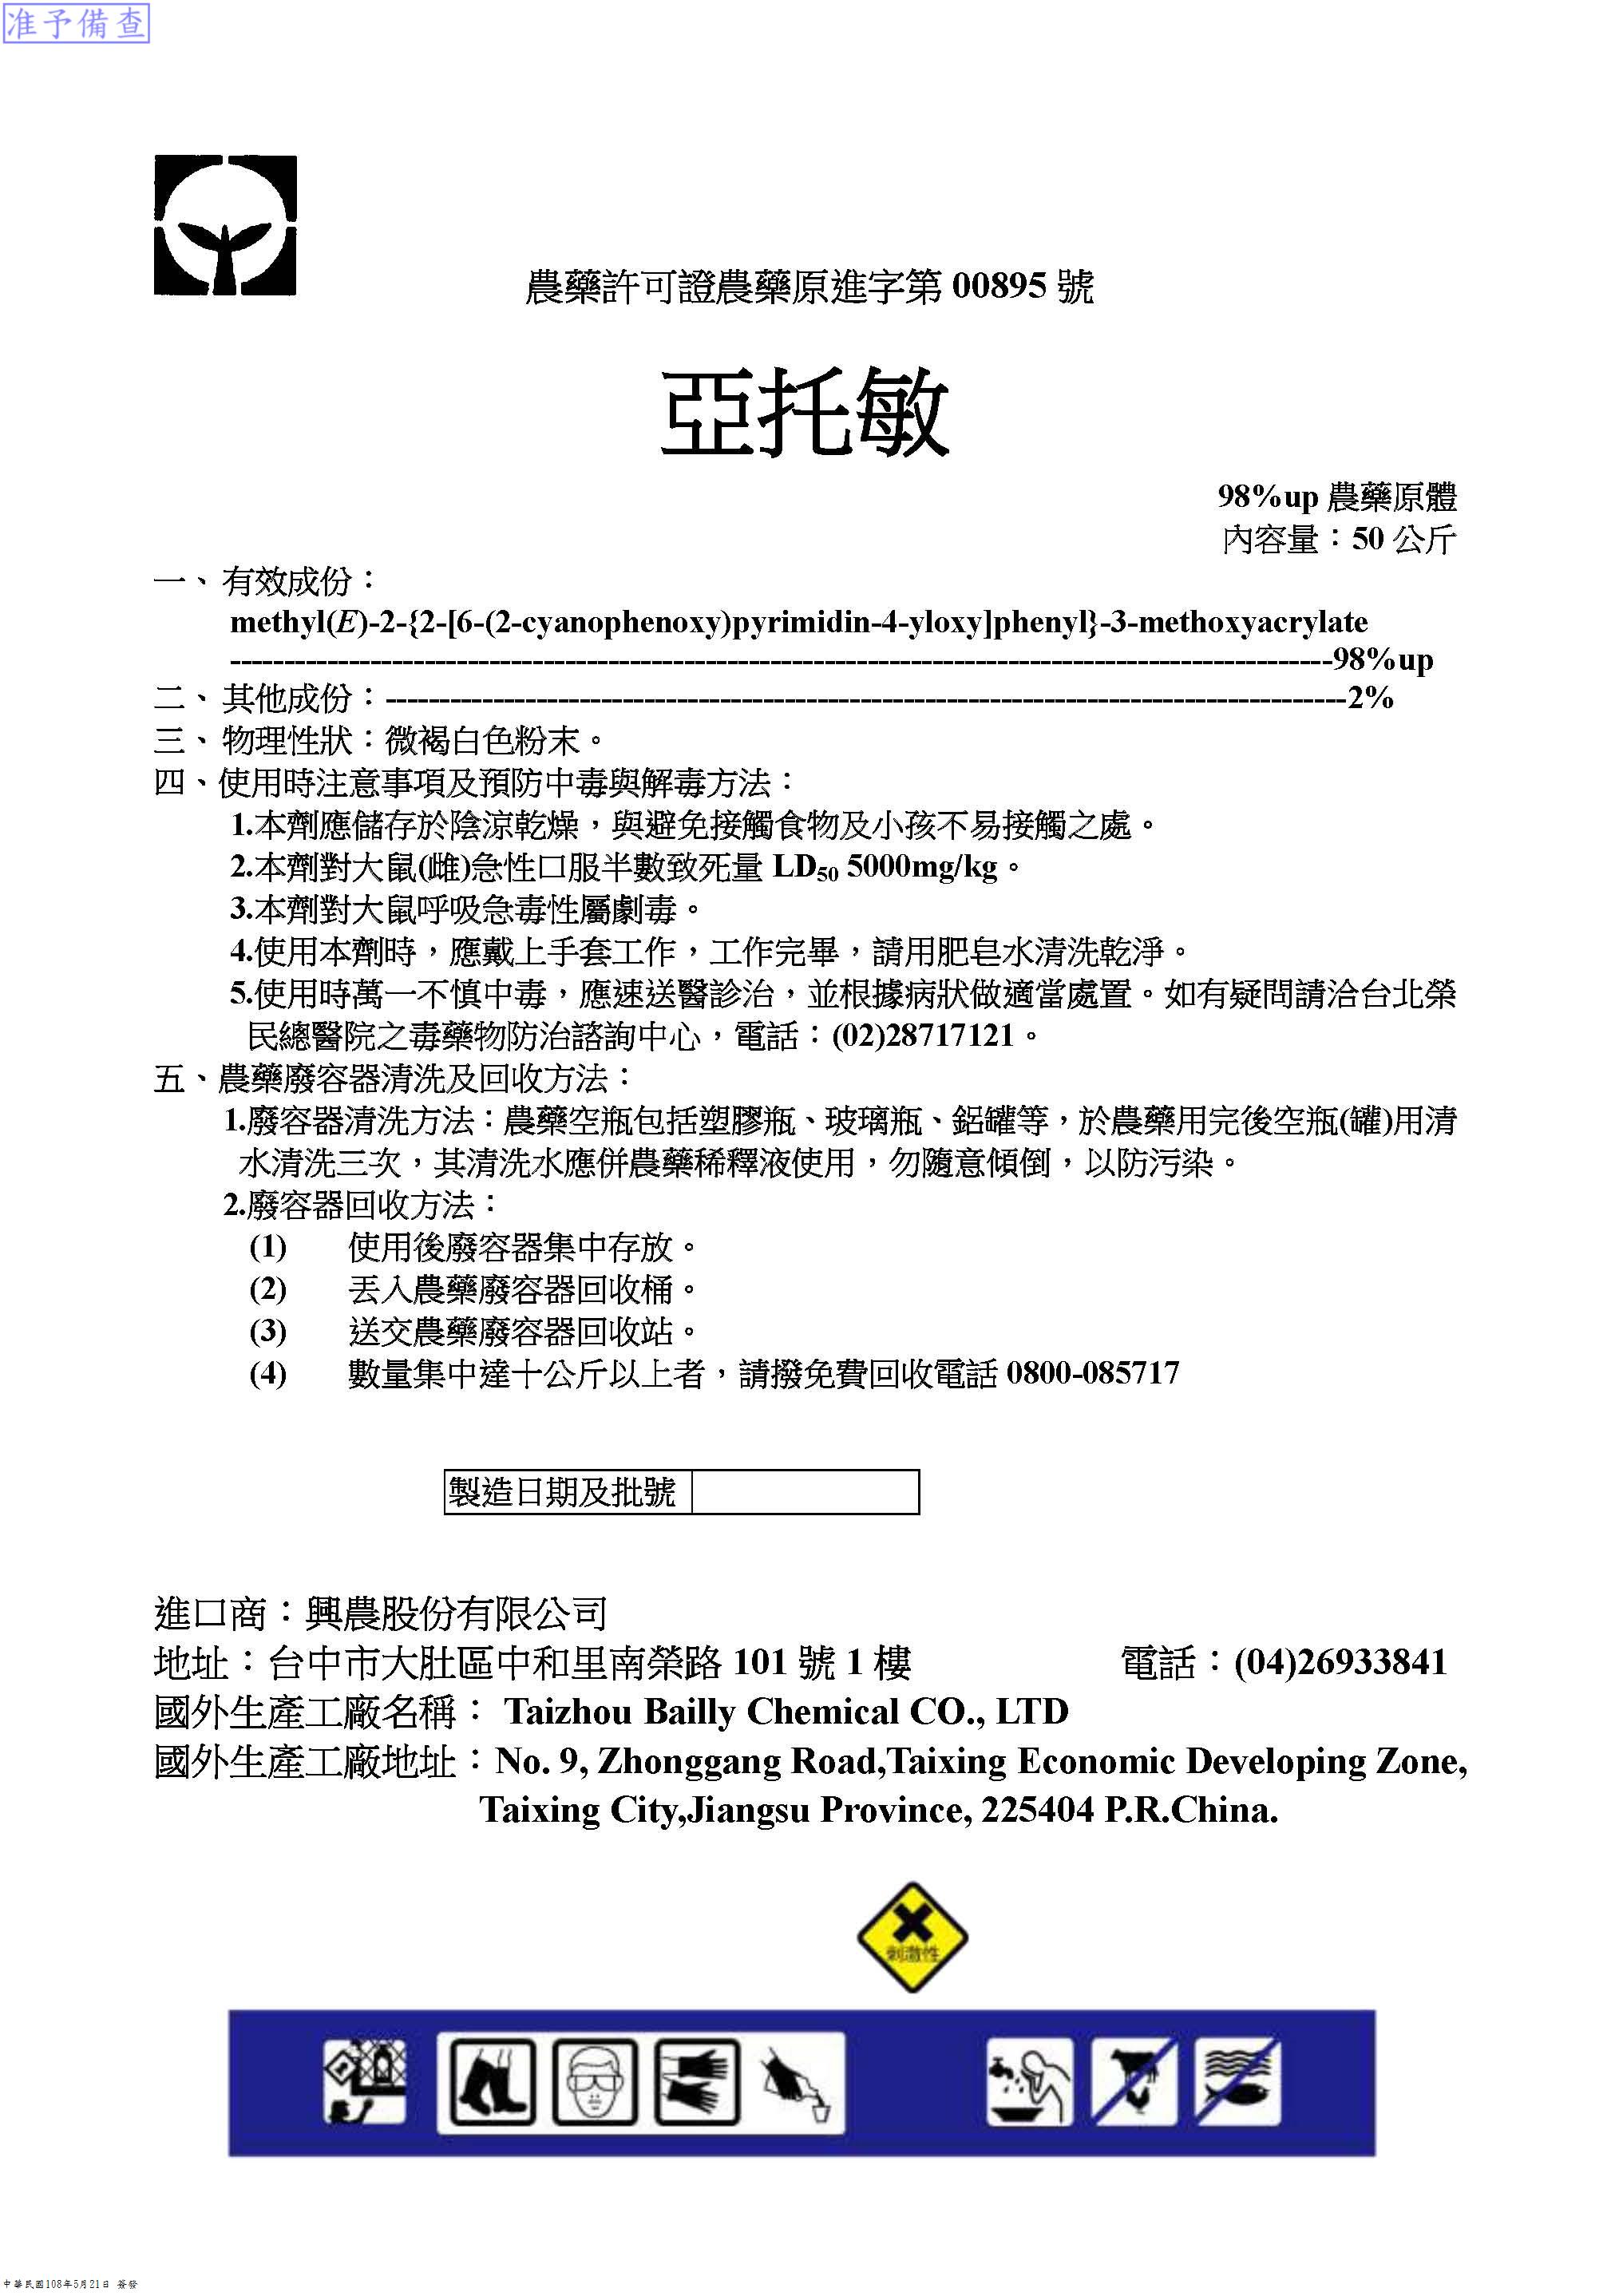 准予備查
農藥許可證農藥原進字第 00895 號
亞托敏
98%up 農藥原體
內容量：50 公斤
一、有效成份：
methyl(E)-2-{2-[6-(2-cyanophenoxy)pyrimidin-4-yloxy]phenyl}-3-methoxyacrylate
------------------------------------------------------------------------------------------------------98%up
二、其他成份：-----------------------------------------------------------------------------------------2%
三、物理性狀：微褐白色粉末。
四、使用時注意事項及預防中毒與解毒方法：
1.本劑應儲存於陰涼乾燥，與避免接觸食物及小孩不易接觸之處。
2.本劑對大鼠(雌)急性口服半數致死量 LD50 5000mg/kg。
3.本劑對大鼠呼吸急毒性屬劇毒。
4.使用本劑時，應戴上手套工作，工作完畢，請用肥皂水清洗乾淨。
5.使用時萬一不慎中毒，應速送醫診治，並根據病狀做適當處置。如有疑問請洽台北榮
民總醫院之毒藥物防治諮詢中心，電話：(02)28717121。
五、農藥廢容器清洗及回收方法：
1.廢容器清洗方法：農藥空瓶包括塑膠瓶、玻璃瓶、鋁罐等，於農藥用完後空瓶(罐)用清
水清洗三次，其清洗水應併農藥稀釋液使用，勿隨意傾倒，以防污染。
2.廢容器回收方法：
(1) 使用後廢容器集中存放。
(2) 丟入農藥廢容器回收桶。
(3) 送交農藥廢容器回收站。
(4) 數量集中達十公斤以上者，請撥免費回收電話 0800-085717
製造日期及批號
進口商：興農股份有限公司
地址：台中市大肚區中和里南榮路 101 號 1 樓 電話：(04)26933841
國外生產工廠名稱： Taizhou Bailly Chemical CO., LTD
國外生產工廠地址：No. 9, Zhonggang Road,Taixing Economic Developing Zone,
Taixing City,Jiangsu Province, 225404 P.R.China.
刺激性
中華民國108年5月21日 簽發